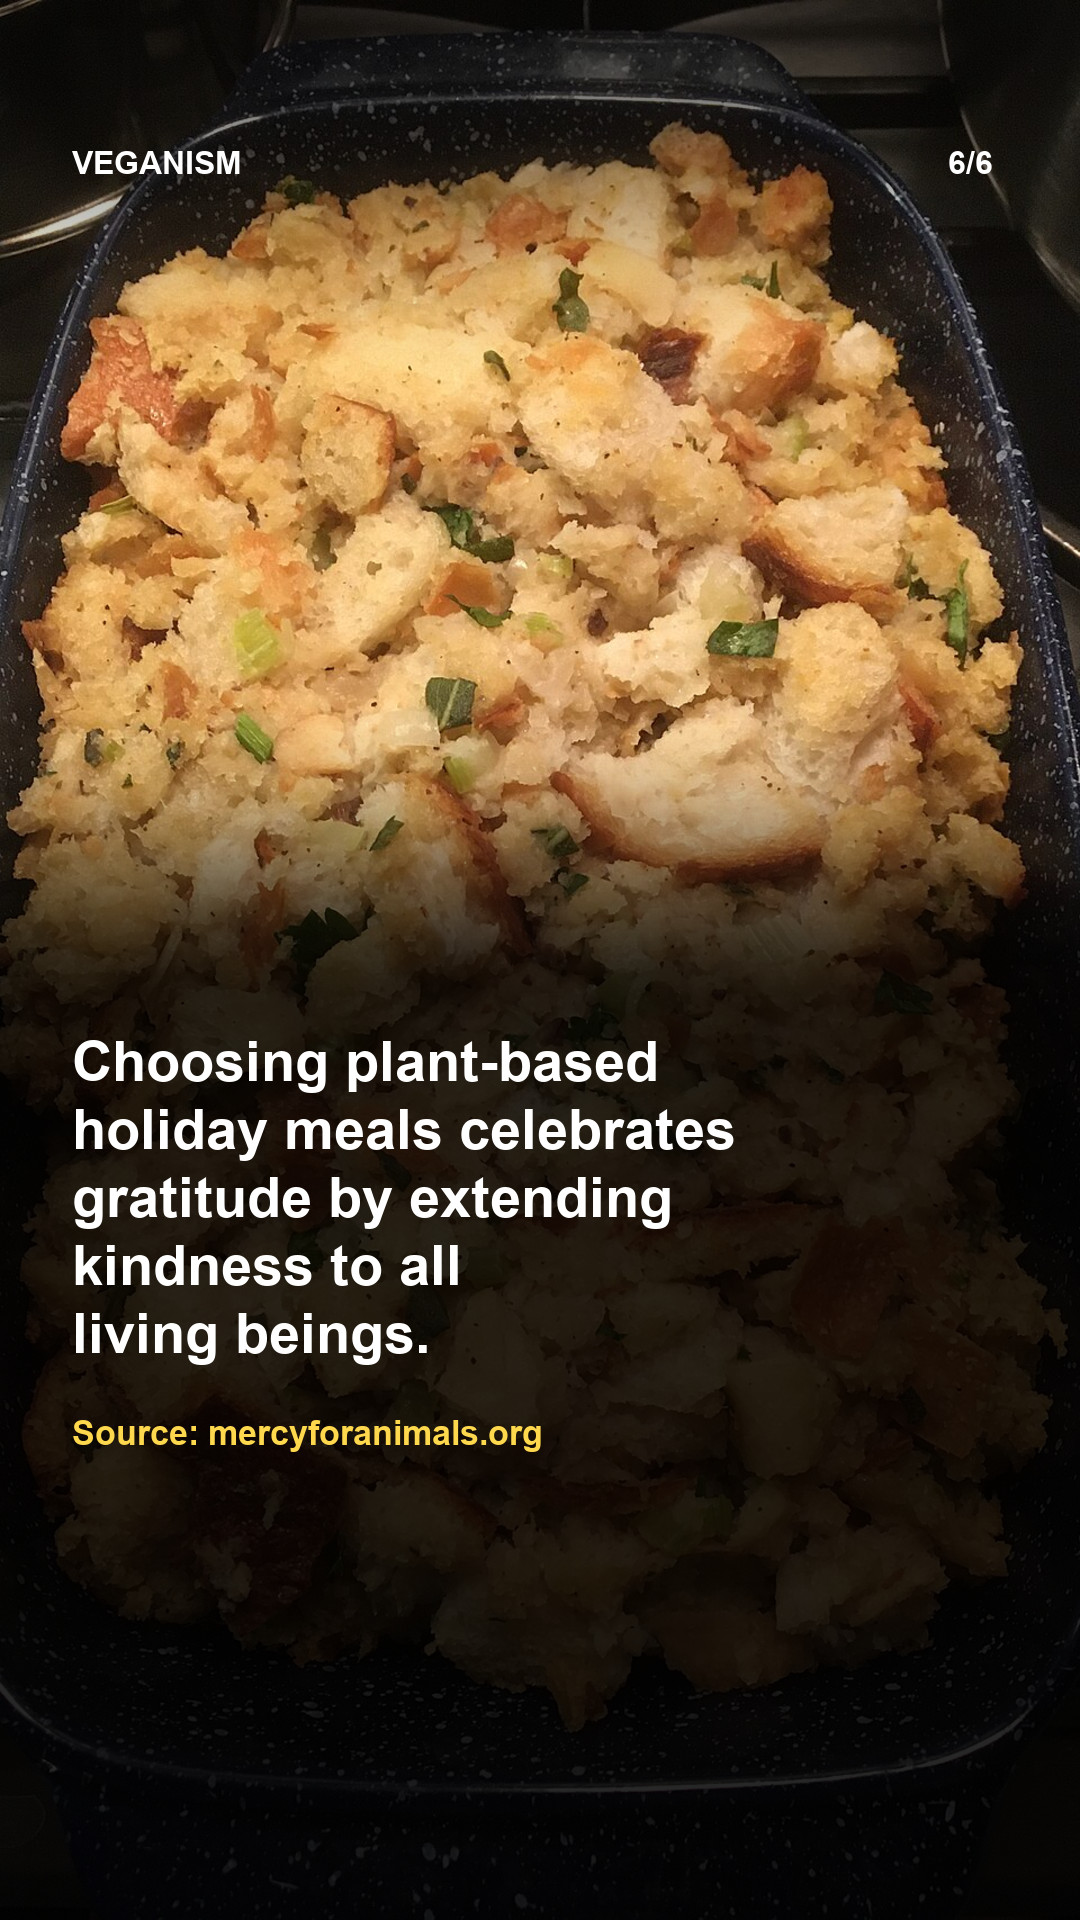 VEGANISM
6/6
Choosing plant-based
holiday meals celebrates
gratitude by extending
kindness to all
living beings.
Source: mercyforanimals.org